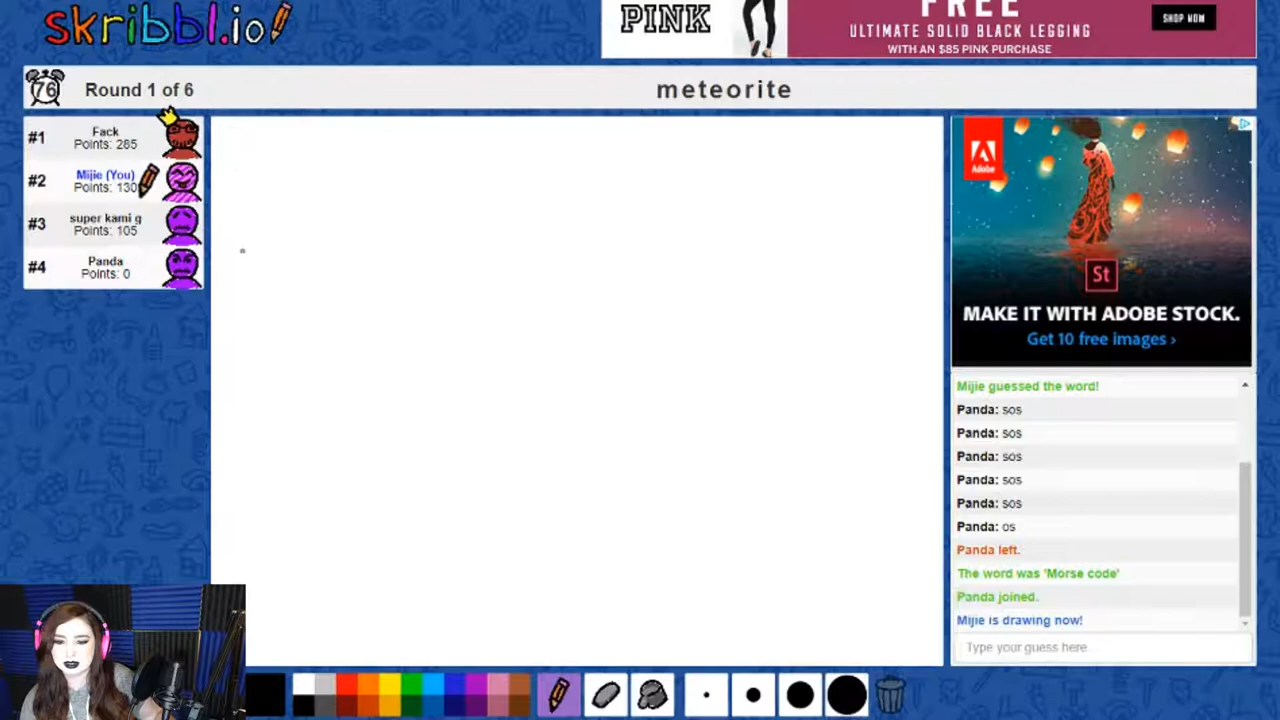 skribbl.io
PINK
FREE
ULTIMATE SOLID BLACK LEGGING
WITH AN $85 PINK PURCHASE
SHOP NOW
76
Round 1 of 6
meteorite
#1
Fack
Points: 285
#2
Mijie (You)
Points: 130
#3
super kami g
Points: 105
#4
Panda
Points: 0
Adobe
St
MAKE IT WITH ADOBE STOCK.
Get 10 free images ›
Mijie guessed the word!
Panda: sos
Panda: sos
Panda: sos
Panda: sos
Panda: sos
Panda: os
Panda left.
The word was 'Morse code'
Panda joined.
Mijie is drawing now!
Type your guess here...